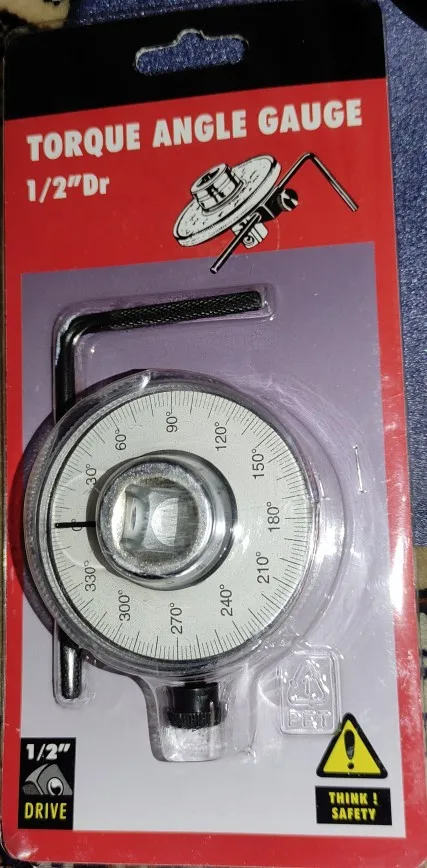 TORQUE ANGLE GAUGE
1/2"Dr
0°
30°
60°
90°
120°
150°
180°
210°
240°
270°
300°
330°
PET
1/2"
DRIVE
THINK !
SAFETY